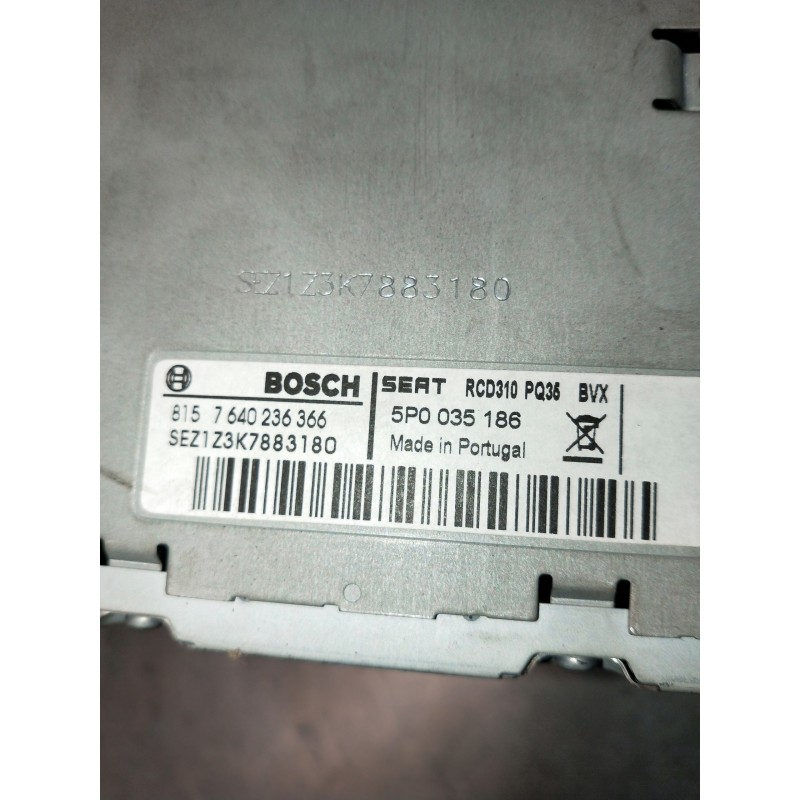 SEZ1Z3K7883180
BOSCH SEAT RCD310 PQ35 BVX
815 7 640 236 366 5P0 035 186
SEZ1Z3K7883180 Made in Portugal